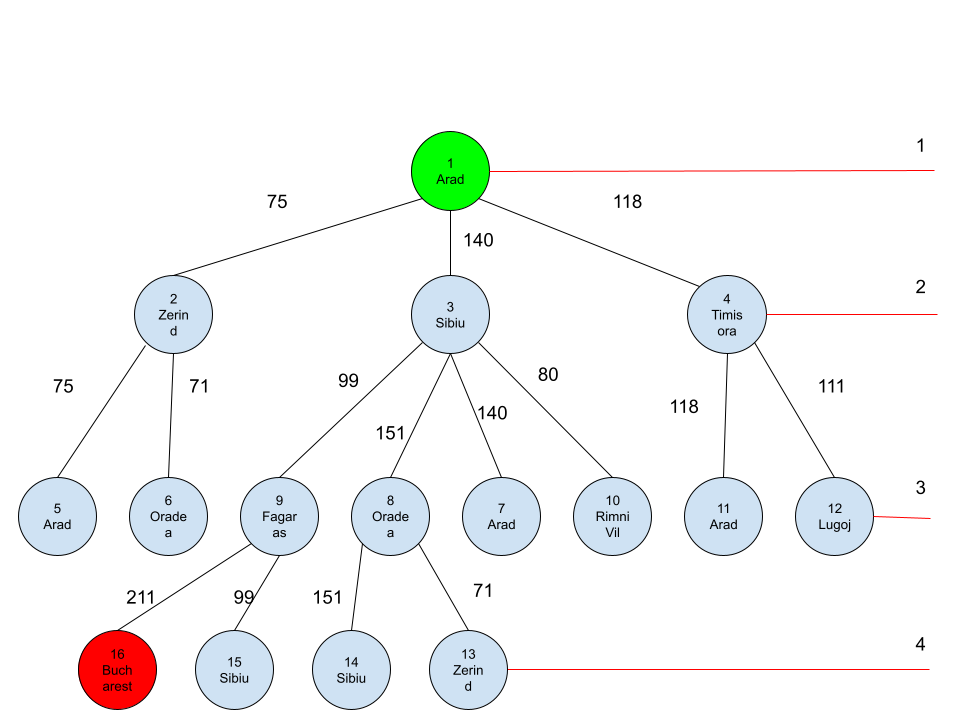 1
1
Arad
75
118
140
2
2
Zerin
d
3
Sibiu
4
Timis
ora
75
71
99
151
140
80
118
111
3
5
Arad
6
Orade
a
9
Fagar
as
8
Orade
a
7
Arad
10
Rimni
Vil
11
Arad
12
Lugoj
211
99
151
71
4
16
Buch
arest
15
Sibiu
14
Sibiu
13
Zerin
d